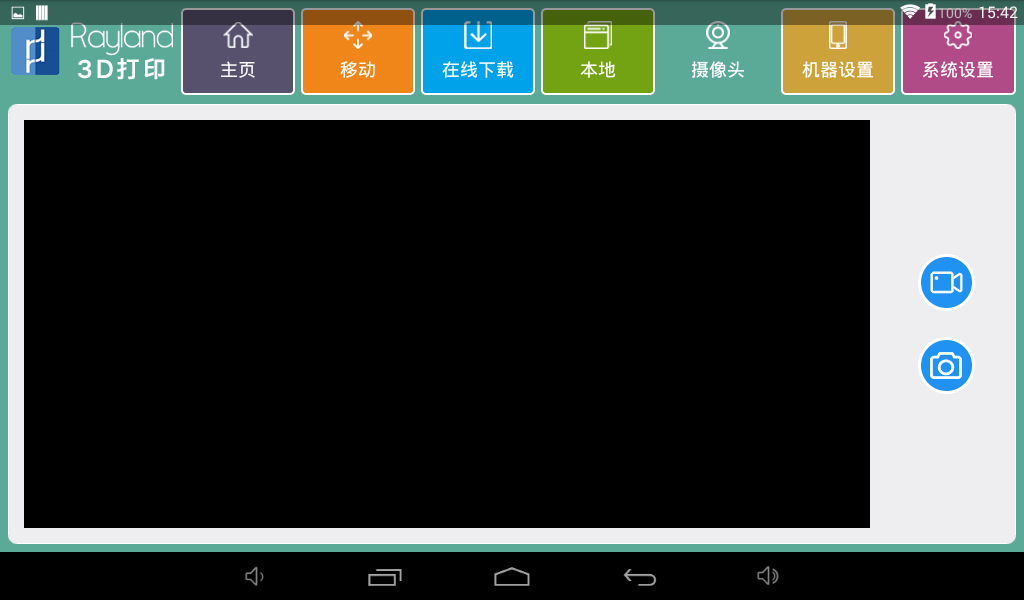 100% 15:42
Rayland
3D打印
主页
移动
在线下载
本地
摄像头
机器设置
系统设置